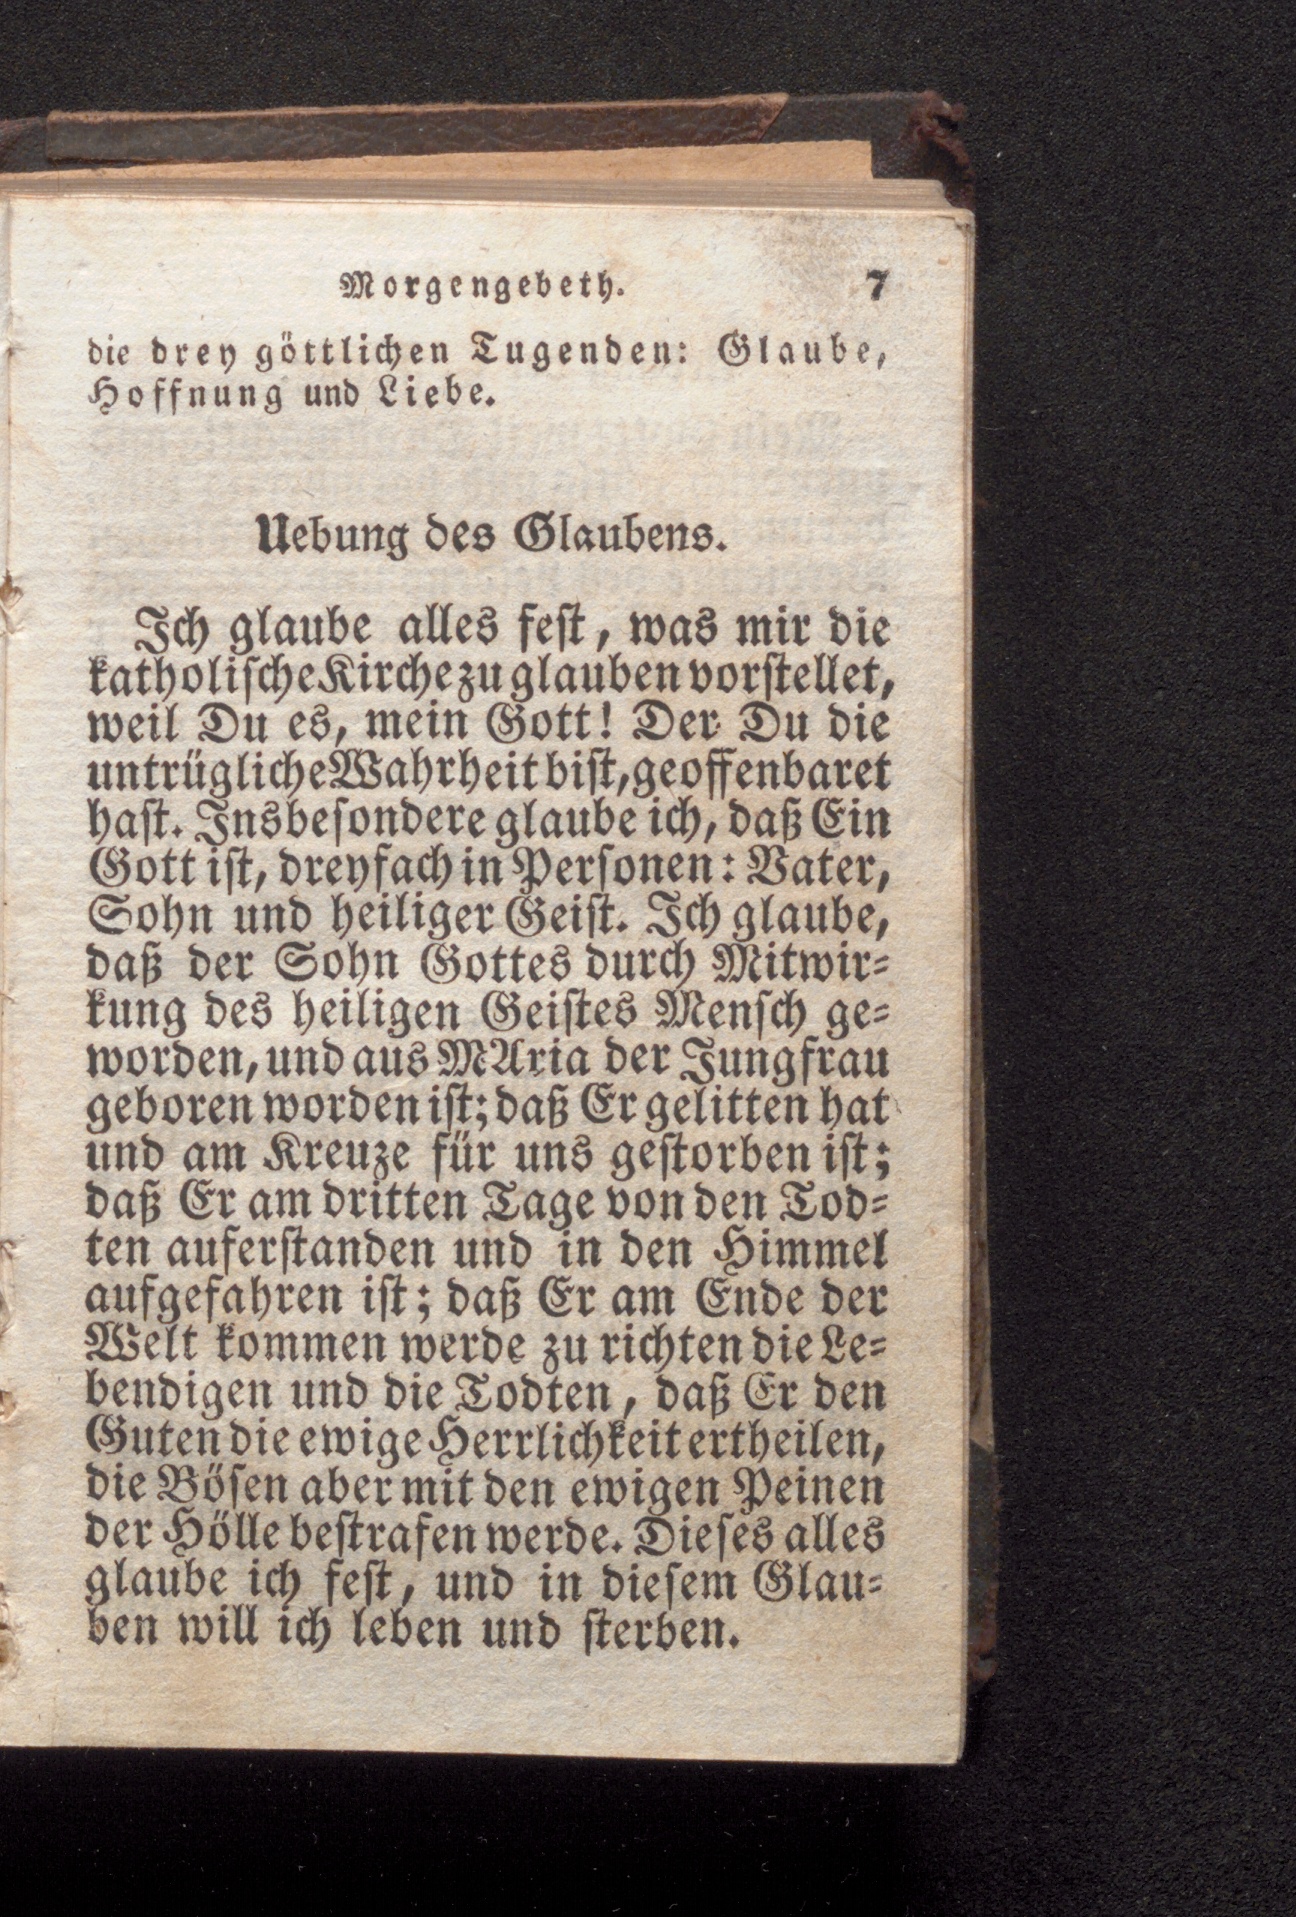 Morgengebeth. 7
die drey göttlichen Tugenden: Glaube,
Hoffnung und Liebe.
Uebung des Glaubens.
Ich glaube alles feſt, was mir die
katholiſche Kirche zu glauben vorſtellet,
weil Du es, mein Gott! Der Du die
untrügliche Wahrheit biſt, geoffenbaret
haſt. Insbeſondere glaube ich, daß Ein
Gott iſt, dreyfach in Perſonen: Vater,
Sohn und heiliger Geiſt. Ich glaube,
daß der Sohn Gottes durch Mitwir⸗
kung des heiligen Geiſtes Menſch ge⸗
worden, und aus MAria der Jungfrau
geboren worden iſt; daß Er gelitten hat
und am Kreuze für uns geſtorben iſt;
daß Er am dritten Tage von den Tod⸗
ten auferſtanden und in den Himmel
aufgefahren iſt; daß Er am Ende der
Welt kommen werde zu richten die Le⸗
bendigen und die Todten, daß Er den
Guten die ewige Herrlichkeit ertheilen,
die Böſen aber mit den ewigen Peinen
der Hölle beſtrafen werde. Dieſes alles
glaube ich feſt, und in dieſem Glau⸗
ben will ich leben und ſterben.